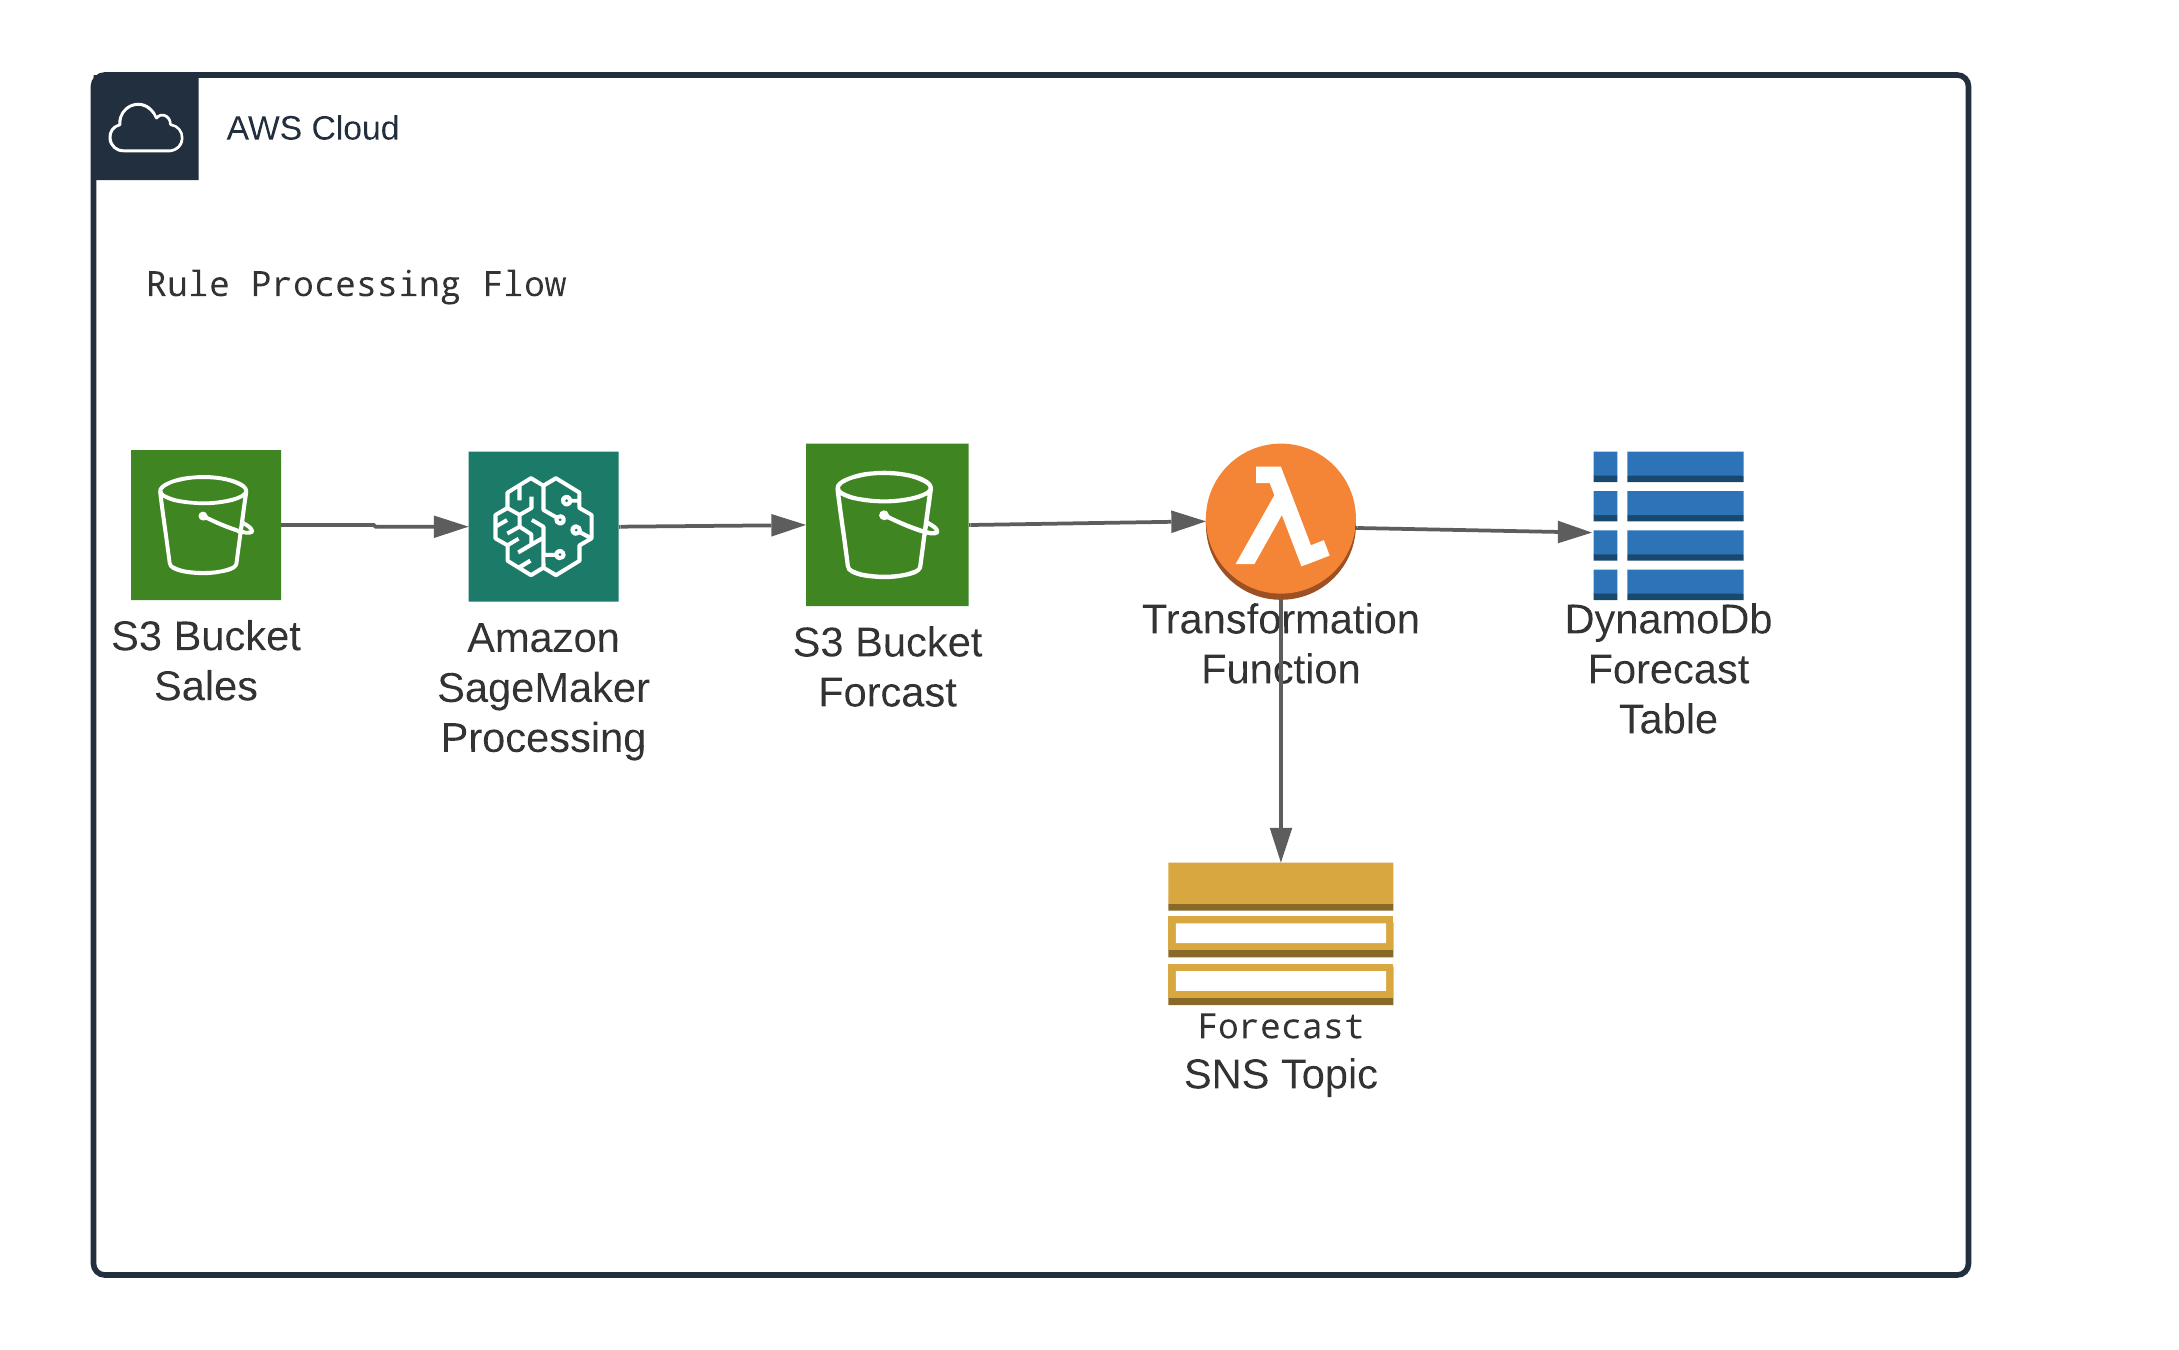 AWS Cloud
Rule Processing Flow
S3 Bucket
Sales
Amazon
SageMaker
Processing
S3 Bucket
Forcast
Transformation
Function
DynamoDb
Forecast
Table
Forecast
SNS Topic